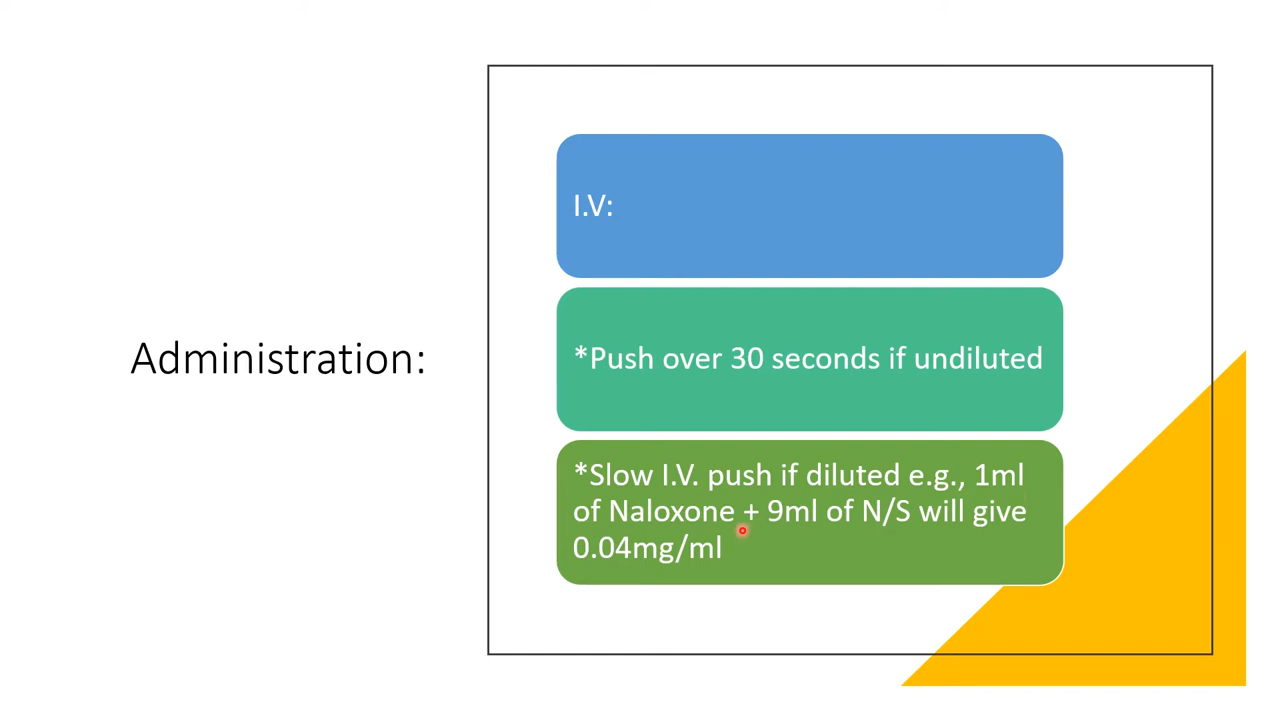 Administration:
I.V:
*Push over 30 seconds if undiluted
*Slow I.V. push if diluted e.g., 1ml
of Naloxone + 9ml of N/S will give
0.04mg/ml